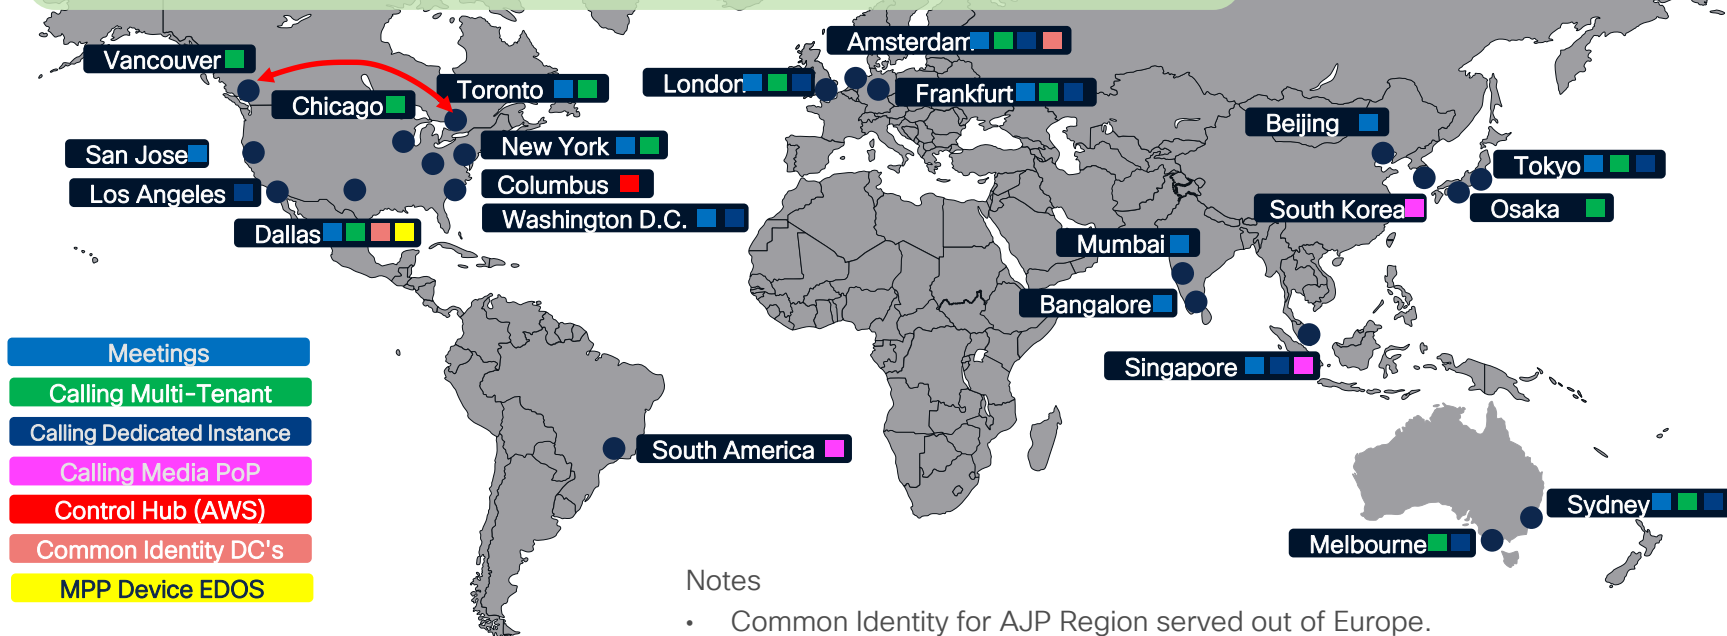 Amsterdam
Vancouver
London
Toronto
Frankfurt
Chicago
Beijing
San Jose
New York
Tokyo
Los Angeles
Columbus
South Korea
Osaka
Washington D.C.
Dallas
Mumbai
Bangalore
Meetings
Singapore
Calling Multi-Tenant
Calling Dedicated Instance
South America
Calling Media PoP
Control Hub (AWS)
Sydney
Common Identity DC's
Melbourne
MPP Device EDOS
Notes
• Common Identity for AJP Region served out of Europe.